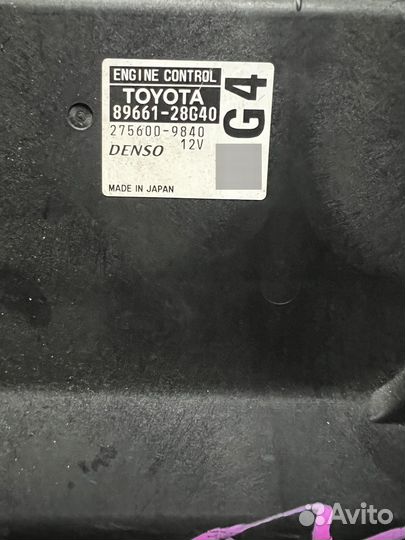 ENGINE CONTROL
TOYOTA
89661-28G40
275600-9840
DENSO 12V
MADE IN JAPAN
G4
Avito